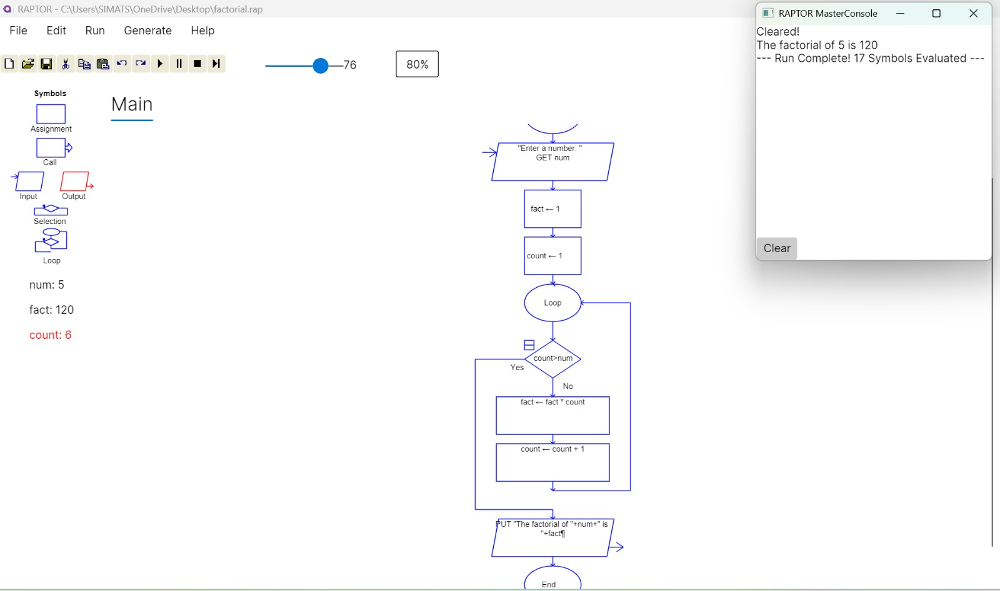 RAPTOR - C:\Users\SIMATS\OneDrive\Desktop\factorial.rap
File Edit Run Generate Help
76
80%
Symbols
Assignment
Call
Input Output
Selection
Loop
num: 5
fact: 120
count: 6
Main
"Enter a number: "
GET num
fact ← 1
count ← 1
Loop
count>num
Yes
No
fact ← fact * count
count ← count + 1
PUT "The factorial of "+num+" is
"+fact¶
End
RAPTOR MasterConsole
Cleared!
The factorial of 5 is 120
--- Run Complete! 17 Symbols Evaluated ---
Clear